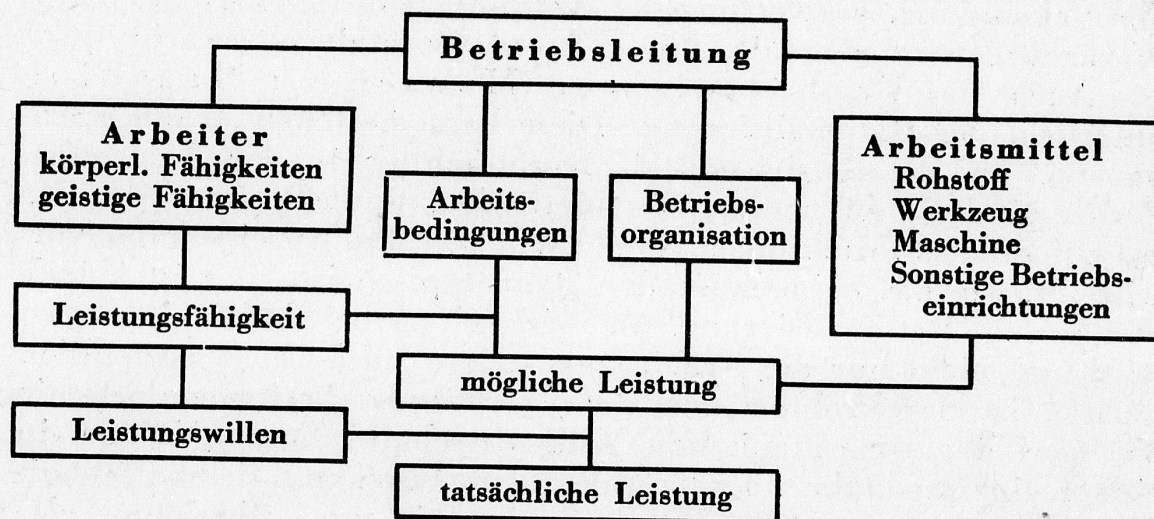 Betriebsleitung
Arbeiter
körperl. Fähigkeiten
geistige Fähigkeiten
Arbeits-
bedingungen
Betriebs-
organisation
Arbeitsmittel
Rohstoff
Werkzeug
Maschine
Sonstige Betriebs-
einrichtungen
Leistungsfähigkeit
mögliche Leistung
Leistungswillen
tatsächliche Leistung